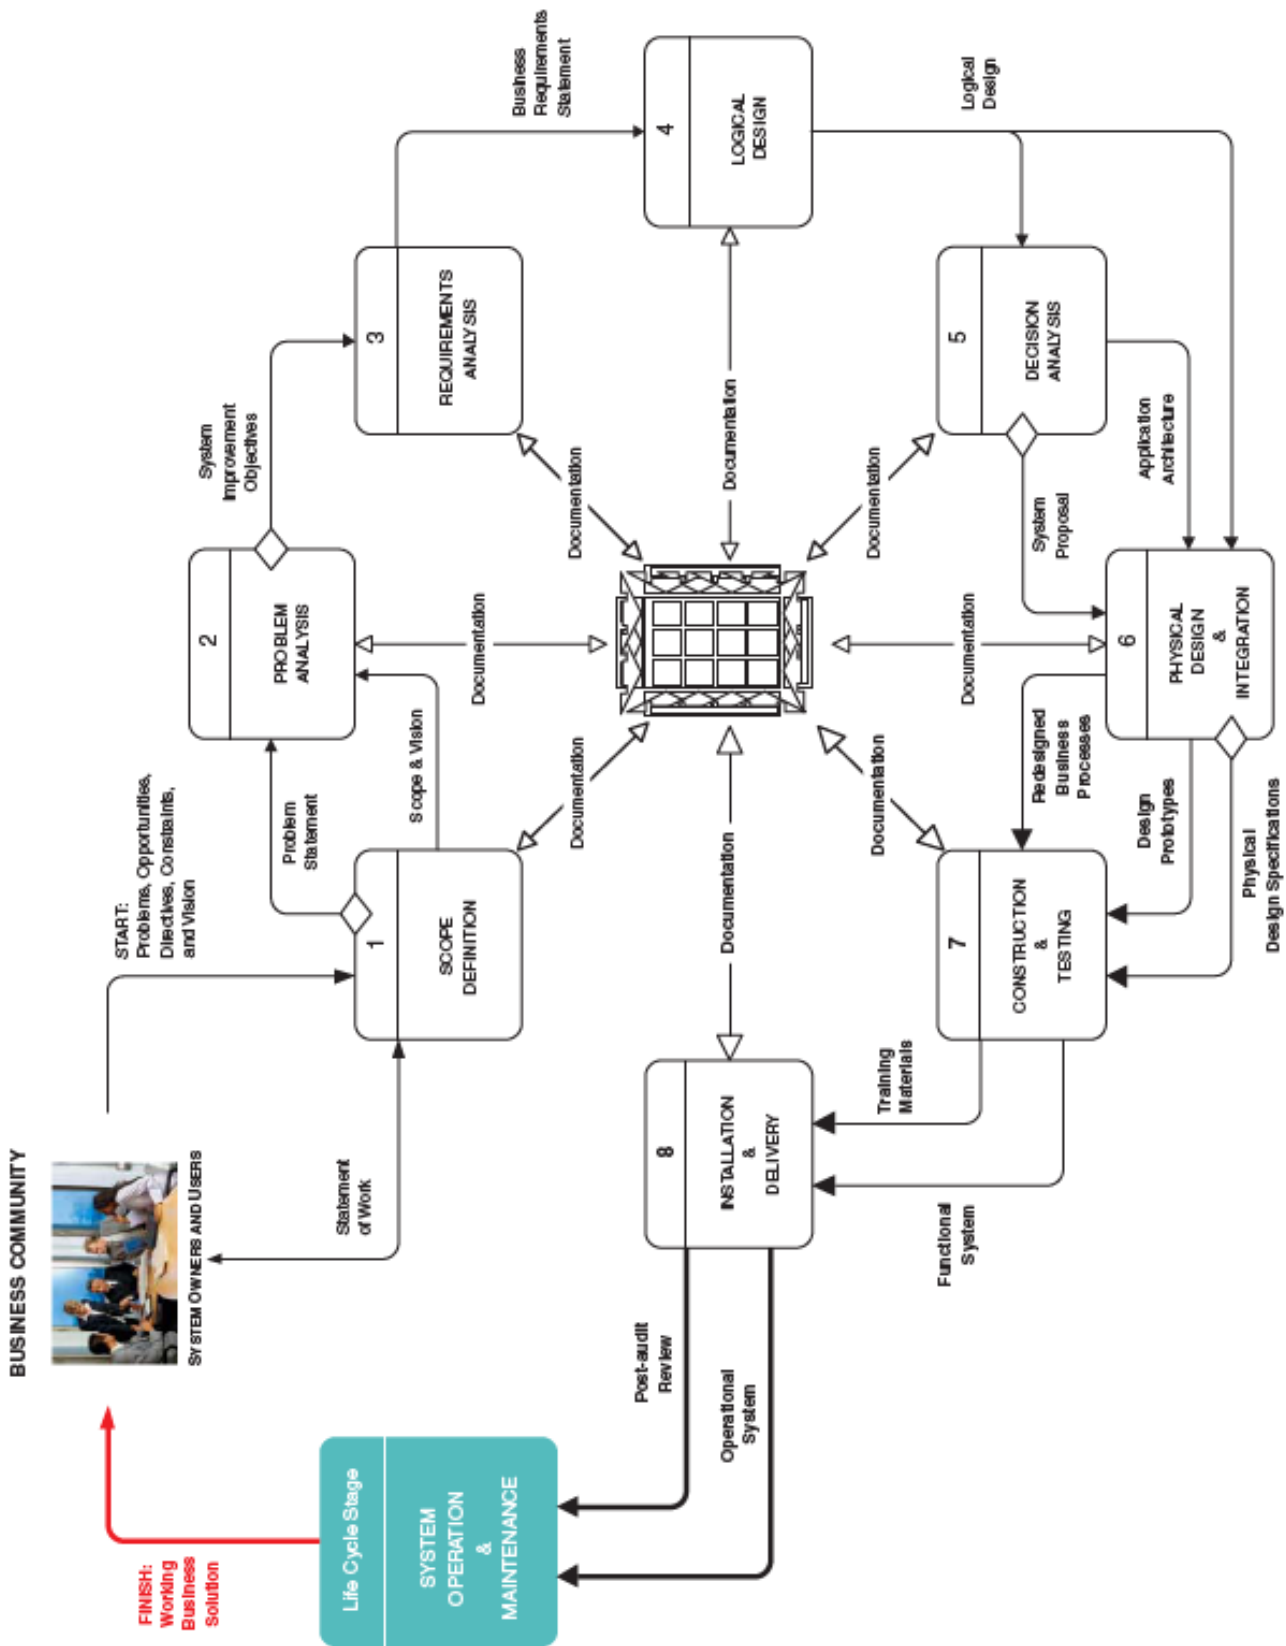 BUSINESS COMMUNITY
SYSTEM OWNERS AND USERS
START:
Problems, Opportunities,
Directives, Constraints,
and Vision
FINISH:
Working
Business
Solution
Life Cycle Stage
SYSTEM
OPERATION
&
MAINTENANCE
Statement
of Work
1
SCOPE
DEFINITION
Problem
Statement
Scope & Vision
2
PROBLEM
ANALYSIS
System
Improvement
Objectives
3
REQUIREMENTS
ANALYSIS
Business
Requirements
Statement
4
LOGICAL
DESIGN
Logical
Design
5
DECISION
ANALYSIS
System
Proposal
Application
Architecture
6
PHYSICAL
DESIGN
&
INTEGRATION
Redesigned
Business
Processes
Design
Prototypes
Physical
Design Specifications
7
CONSTRUCTION
&
TESTING
Training
Materials
Functional
System
8
INSTALLATION
&
DELIVERY
Post-audit
Review
Operational
System
Documentation
Documentation
Documentation
Documentation
Documentation
Documentation
Documentation
Documentation